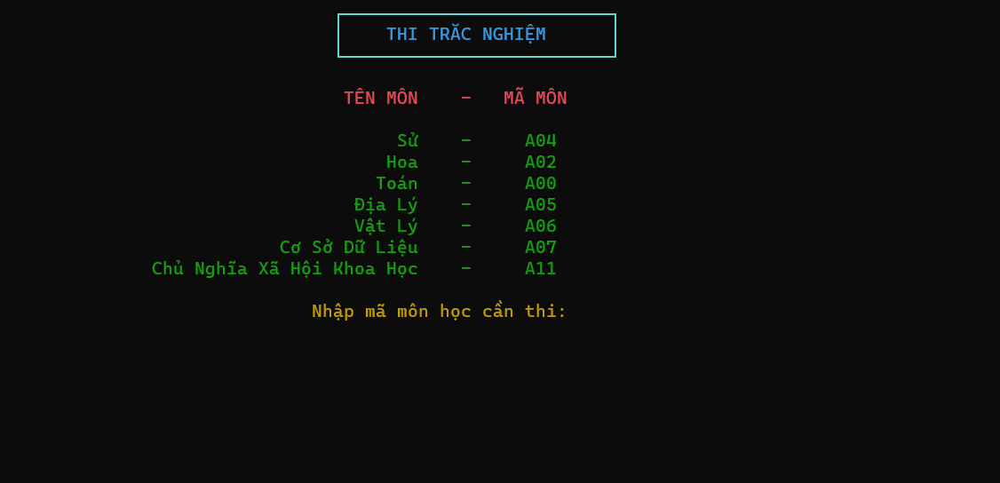 THI TRĂC NGHIỆM
TÊN MÔN - MÃ MÔN
Sử - A04
Hoa - A02
Toán - A00
Địa Lý - A05
Vật Lý - A06
Cơ Sở Dữ Liệu - A07
Chủ Nghĩa Xã Hội Khoa Học - A11
Nhập mã môn học cần thi: